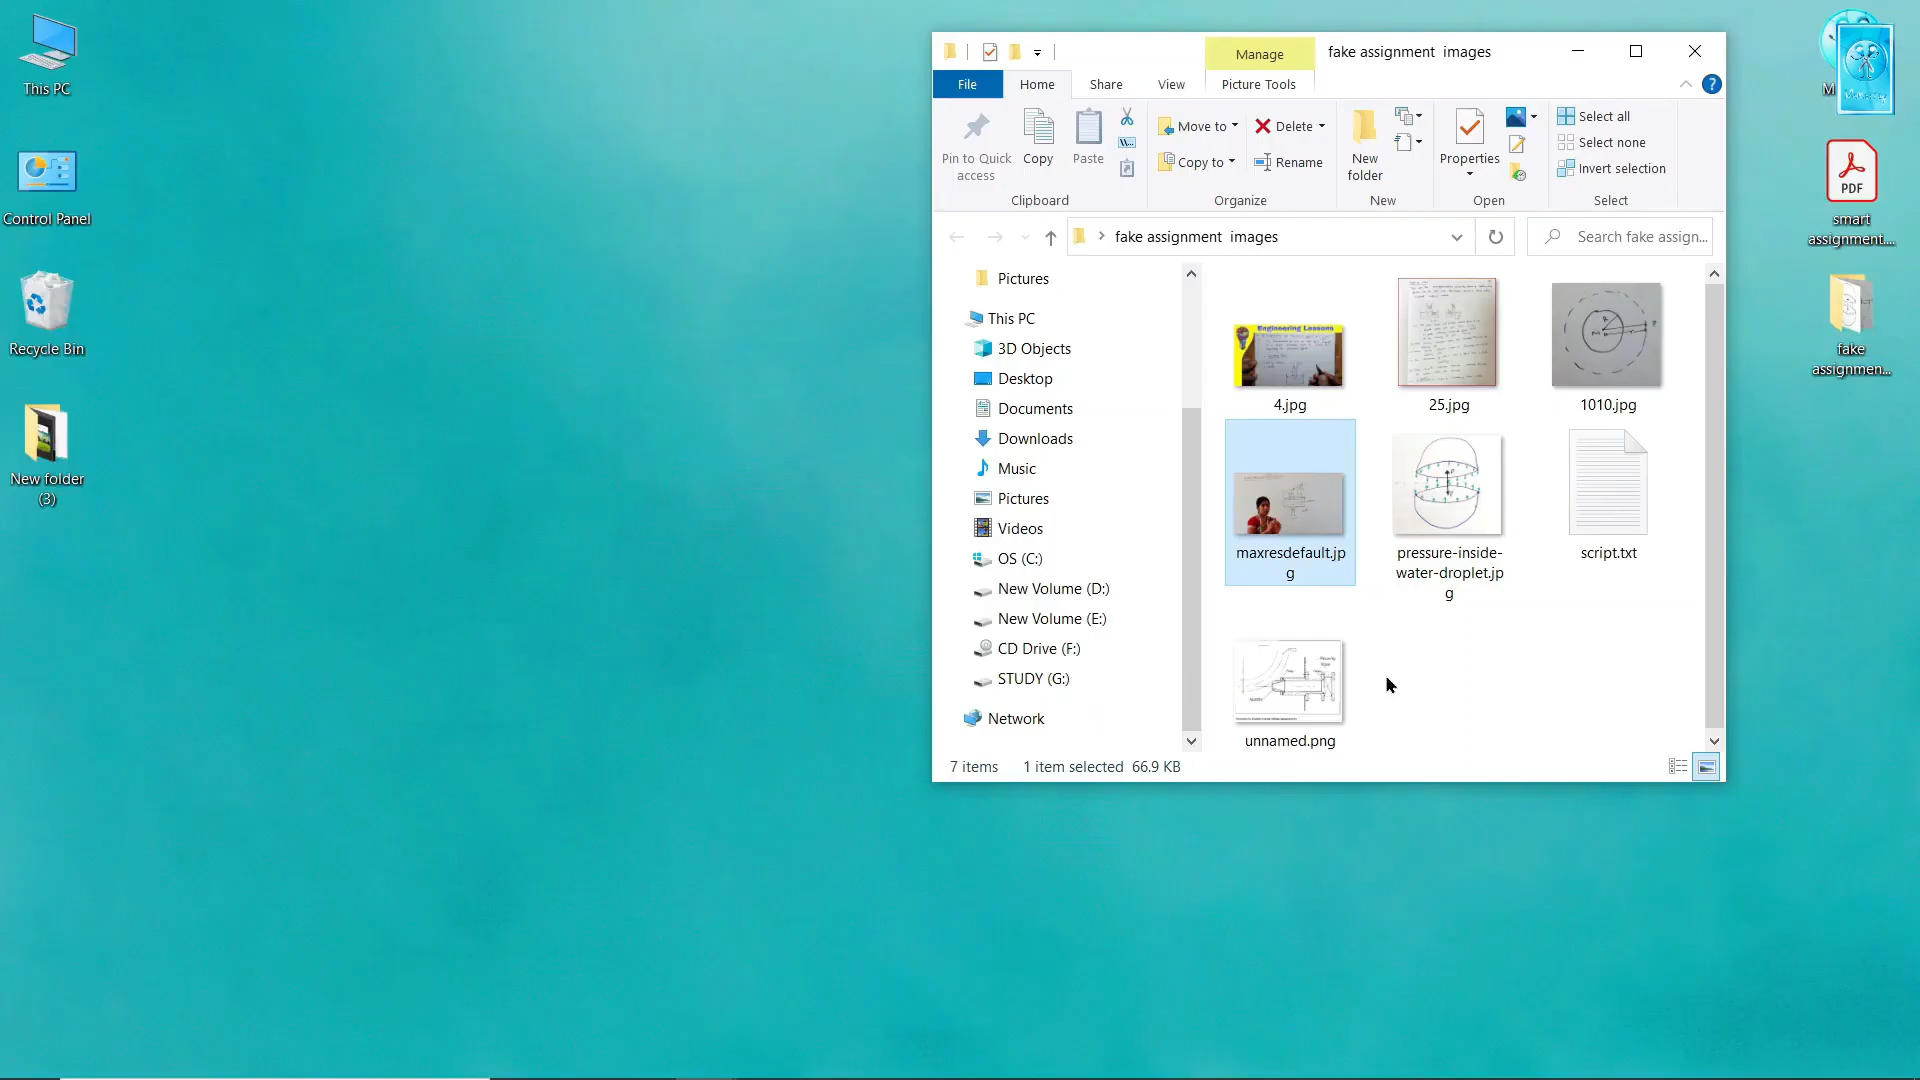 This PC
Control Panel
Recycle Bin
New folder
(3)
Manage
fake assignment  images
File
Home
Share
View
Picture Tools
Pin to Quick
access
Copy
Paste
Move to
Copy to
Delete
Rename
New
folder
Properties
Select all
Select none
Invert selection
Clipboard
Organize
New
Open
Select
fake assignment  images
Search fake assign...
Pictures
This PC
3D Objects
Desktop
Documents
Downloads
Music
Pictures
Videos
OS (C:)
New Volume (D:)
New Volume (E:)
CD Drive (F:)
STUDY (G:)
Network
Engineering Lessons
4.jpg
25.jpg
1010.jpg
maxresdefault.jp
g
pressure-inside-
water-droplet.jp
g
script.txt
unnamed.png
7 items
1 item selected  66.9 KB
M
PDF
smart
assignment....
fake
assignmen...